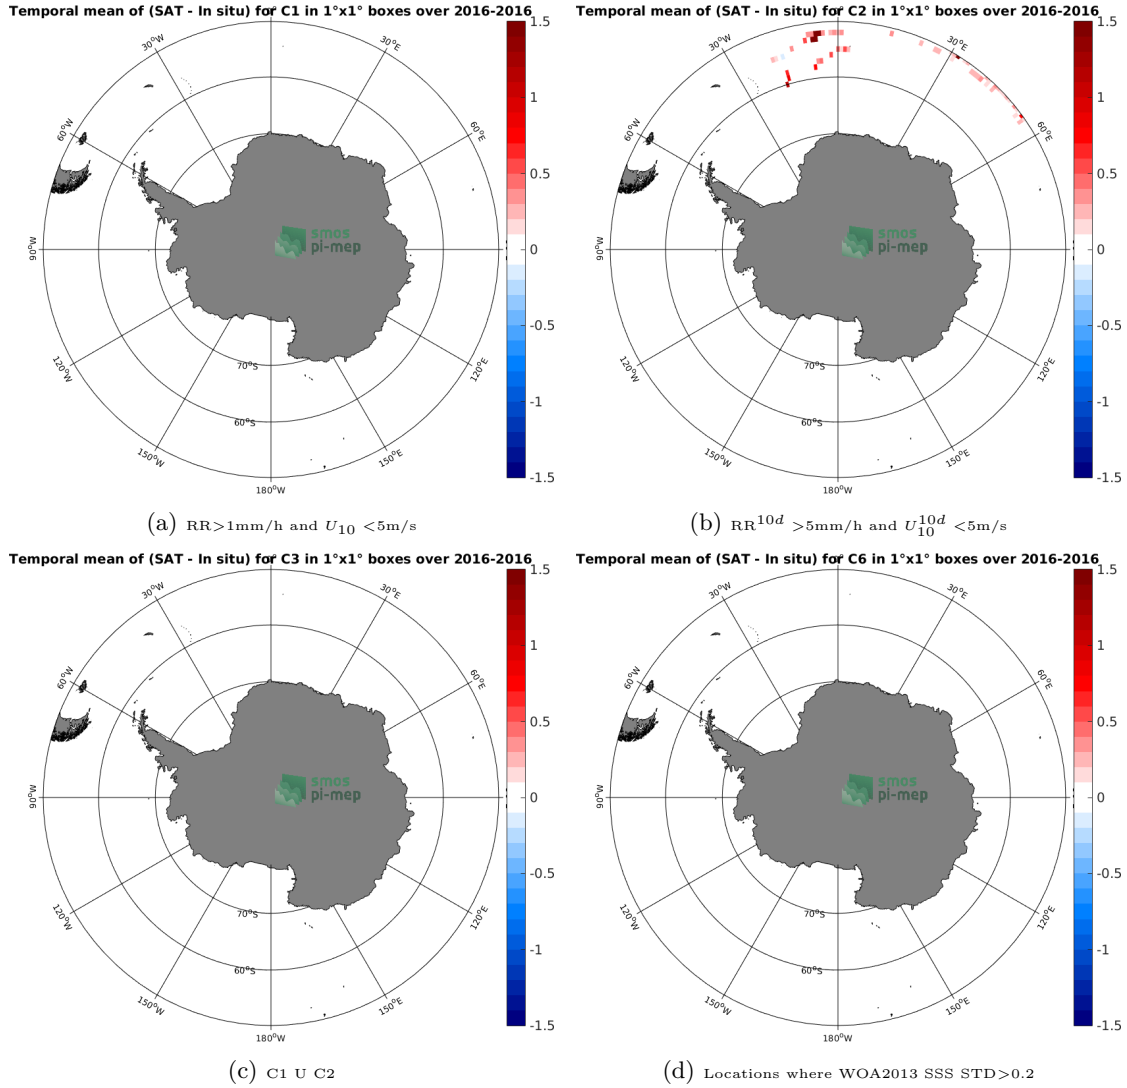 Temporal mean of (SAT - In situ) for C1 in 1°x1° boxes over 2016-2016
30°W
30°E
60°W
60°E
90°W
120°W
120°E
150°W
150°E
180°W
70°S
60°S
smos
pi-mep
1.5
1
0.5
0
-0.5
-1
-1.5
(a) RR>1mm/h and U10 <5m/s
Temporal mean of (SAT - In situ) for C2 in 1°x1° boxes over 2016-2016
30°W
30°E
60°W
60°E
90°W
120°W
120°E
150°W
150°E
180°W
70°S
60°S
smos
pi-mep
1.5
1
0.5
0
-0.5
-1
-1.5
(b) RR^10d >5mm/h and U10^10d <5m/s
Temporal mean of (SAT - In situ) for C3 in 1°x1° boxes over 2016-2016
30°W
30°E
60°W
60°E
90°W
120°W
120°E
150°W
150°E
180°W
70°S
60°S
smos
pi-mep
1.5
1
0.5
0
-0.5
-1
-1.5
(c) C1 U C2
Temporal mean of (SAT - In situ) for C6 in 1°x1° boxes over 2016-2016
30°W
30°E
60°W
60°E
90°W
120°W
120°E
150°W
150°E
180°W
70°S
60°S
smos
pi-mep
1.5
1
0.5
0
-0.5
-1
-1.5
(d) Locations where WOA2013 SSS STD>0.2